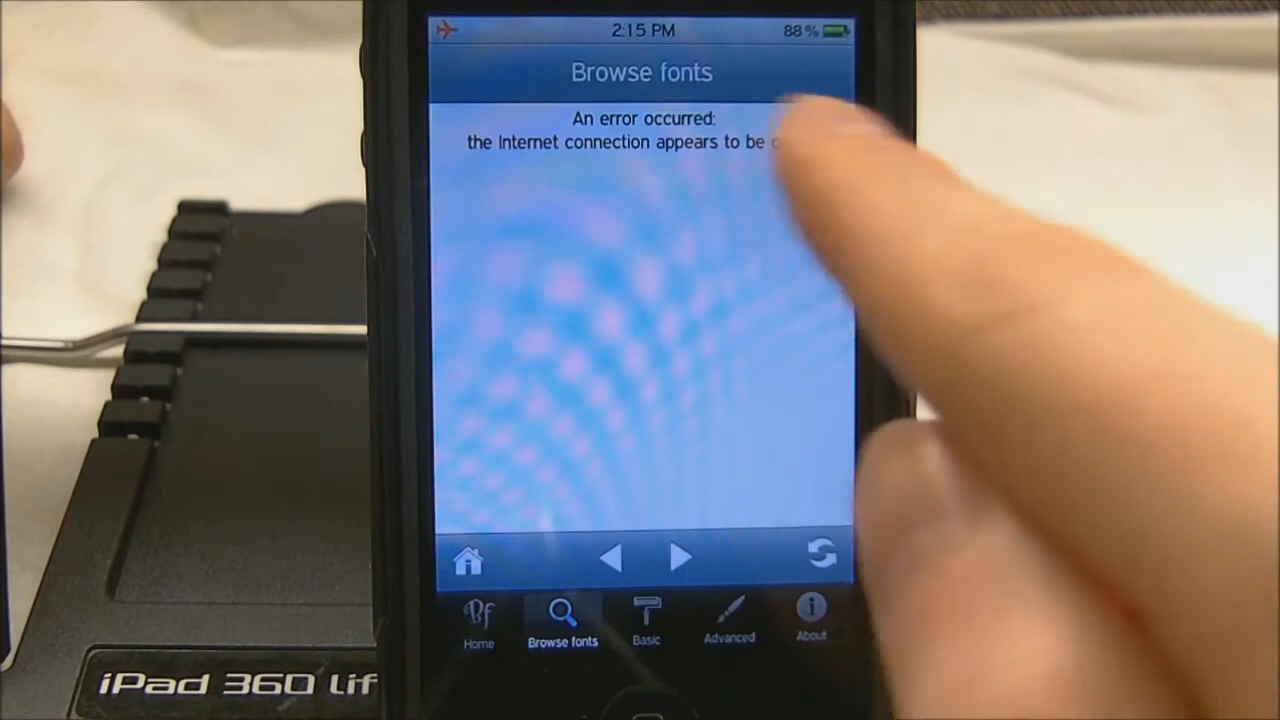 2:15 PM 88 %
Browse fonts
An error occurred:
the Internet connection appears to be
Bf
Home
Browse fonts
Basic
Advanced
About
iPad 360